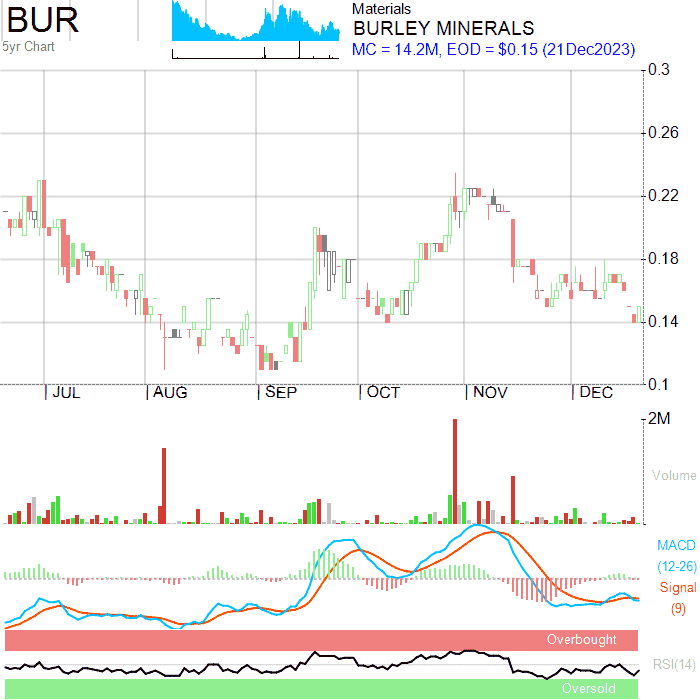 BUR
5yr Chart
Materials
BURLEY MINERALS
MC = 14.2M, EOD = $0.15 (21Dec2023)
0.3
0.26
0.22
0.18
0.14
0.1
JUL AUG SEP OCT NOV DEC
2M
Volume
MACD
(12-26)
Signal
(9)
Overbought
RSI(14)
Oversold